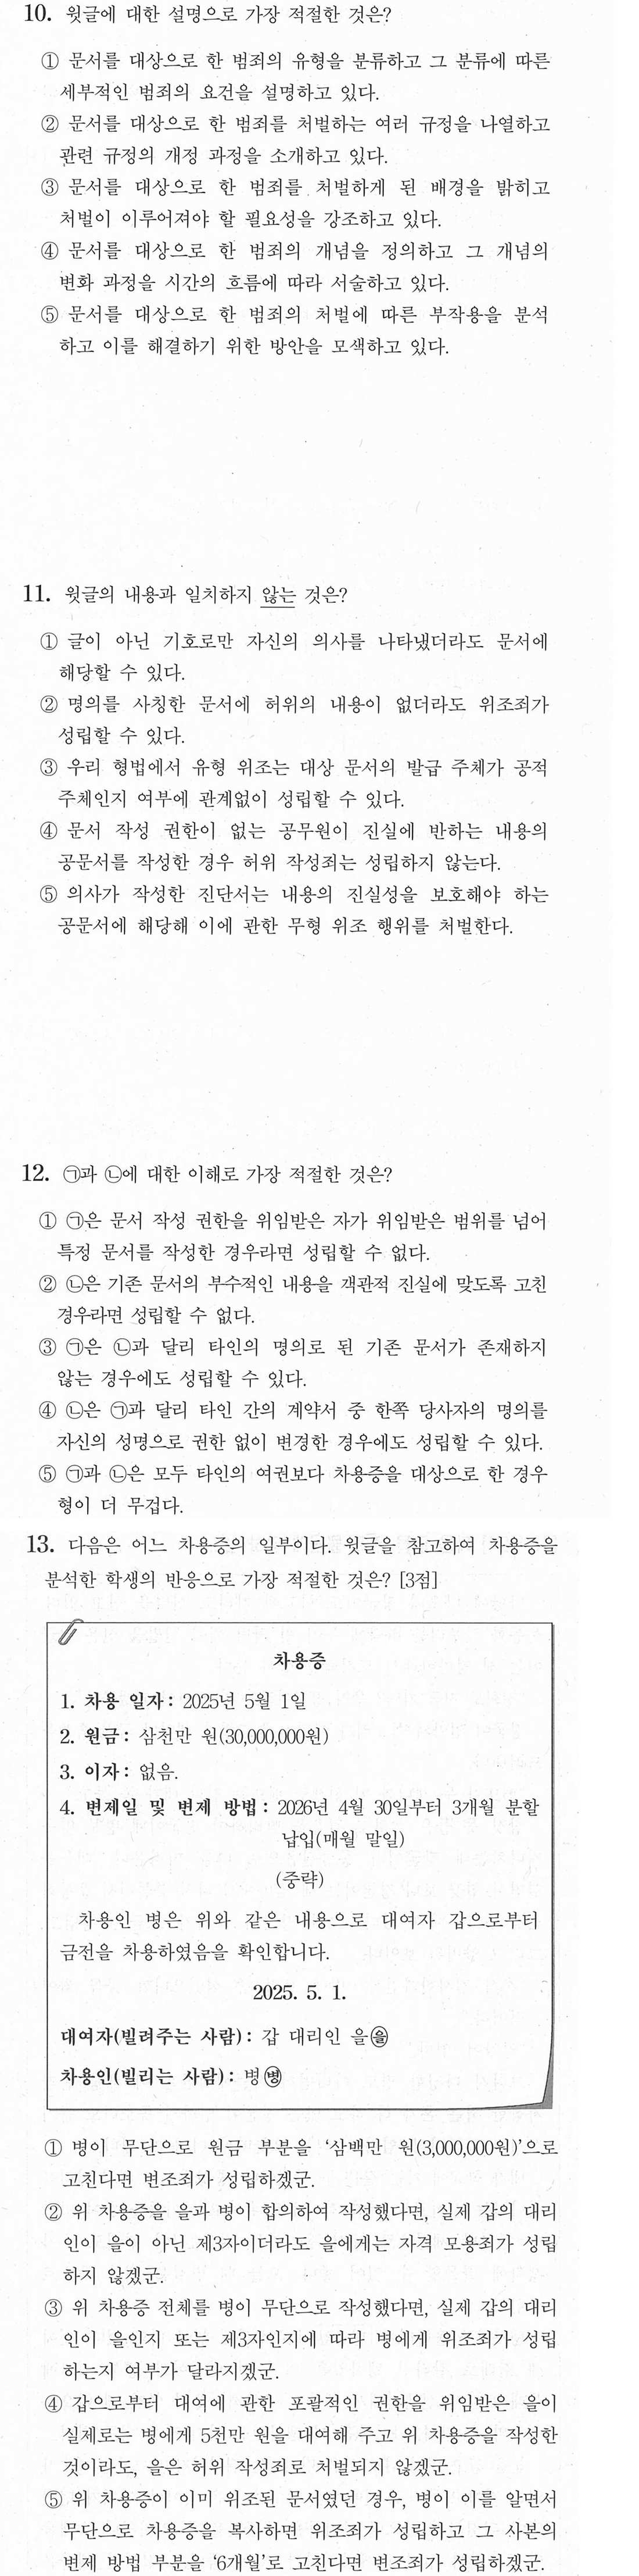 10. 윗글에 대한 설명으로 가장 적절한 것은?
① 문서를 대상으로 한 범죄의 유형을 분류하고 그 분류에 따른
세부적인 범죄의 요건을 설명하고 있다.
② 문서를 대상으로 한 범죄를 처벌하는 여러 규정을 나열하고
관련 규정의 개정 과정을 소개하고 있다.
③ 문서를 대상으로 한 범죄를 처벌하게 된 배경을 밝히고
처벌이 이루어져야 할 필요성을 강조하고 있다.
④ 문서를 대상으로 한 범죄의 개념을 정의하고 그 개념의
변화 과정을 시간의 흐름에 따라 서술하고 있다.
⑤ 문서를 대상으로 한 범죄의 처벌에 따른 부작용을 분석
하고 이를 해결하기 위한 방안을 모색하고 있다.
11. 윗글의 내용과 일치하지 않는 것은?
① 글이 아닌 기호로만 자신의 의사를 나타냈더라도 문서에
해당할 수 있다.
② 명의를 사칭한 문서에 허위의 내용이 없더라도 위조죄가
성립할 수 있다.
③ 우리 형법에서 유형 위조는 대상 문서의 발급 주체가 공적
주체인지 여부에 관계없이 성립할 수 있다.
④ 문서 작성 권한이 없는 공무원이 진실에 반하는 내용의
공문서를 작성한 경우 허위 작성죄는 성립하지 않는다.
⑤ 의사가 작성한 진단서는 내용의 진실성을 보호해야 하는
공문서에 해당해 이에 관한 무형 위조 행위를 처벌한다.
12. ㉠과 ㉡에 대한 이해로 가장 적절한 것은?
① ㉠은 문서 작성 권한을 위임받은 자가 위임받은 범위를 넘어
특정 문서를 작성한 경우라면 성립할 수 없다.
② ㉡은 기존 문서의 부수적인 내용을 객관적 진실에 맞도록 고친
경우라면 성립할 수 없다.
③ ㉠은 ㉡과 달리 타인의 명의로 된 기존 문서가 존재하지
않는 경우에도 성립할 수 있다.
④ ㉡은 ㉠과 달리 타인 간의 계약서 중 한쪽 당사자의 명의를
자신의 성명으로 권한 없이 변경한 경우에도 성립할 수 있다.
⑤ ㉠과 ㉡은 모두 타인의 여권보다 차용증을 대상으로 한 경우
형이 더 무겁다.
13. 다음은 어느 차용증의 일부이다. 윗글을 참고하여 차용증을
분석한 학생의 반응으로 가장 적절한 것은? [3점]
차용증
1. 차용 일자: 2025년 5월 1일
2. 원금: 삼천만 원(30,000,000원)
3. 이자: 없음.
4. 변제일 및 변제 방법: 2026년 4월 30일부터 3개월 분할
납입(매월 말일)
(중략)
차용인 병은 위와 같은 내용으로 대여자 갑으로부터
금전을 차용하였음을 확인합니다.
2025. 5. 1.
대여자(빌려주는 사람): 갑 대리인 을 을
차용인(빌리는 사람): 병 병
① 병이 무단으로 원금 부분을 ‘삼백만 원(3,000,000원)’으로
고친다면 변조죄가 성립하겠군.
② 위 차용증을 을과 병이 합의하여 작성했다면, 실제 갑의 대리
인이 을이 아닌 제3자이더라도 을에게는 자격 모용죄가 성립
하지 않겠군.
③ 위 차용증 전체를 병이 무단으로 작성했다면, 실제 갑의 대리
인이 을인지 또는 제3자인지에 따라 병에게 위조죄가 성립
하는지 여부가 달라지겠군.
④ 갑으로부터 대여에 관한 포괄적인 권한을 위임받은 을이
실제로는 병에게 5천만 원을 대여해 주고 위 차용증을 작성한
것이라도, 을은 허위 작성죄로 처벌되지 않겠군.
⑤ 위 차용증이 이미 위조된 문서였던 경우, 병이 이를 알면서
무단으로 차용증을 복사하면 위조죄가 성립하고 그 사본의
변제 방법 부분을 ‘6개월’로 고친다면 변조죄가 성립하겠군.